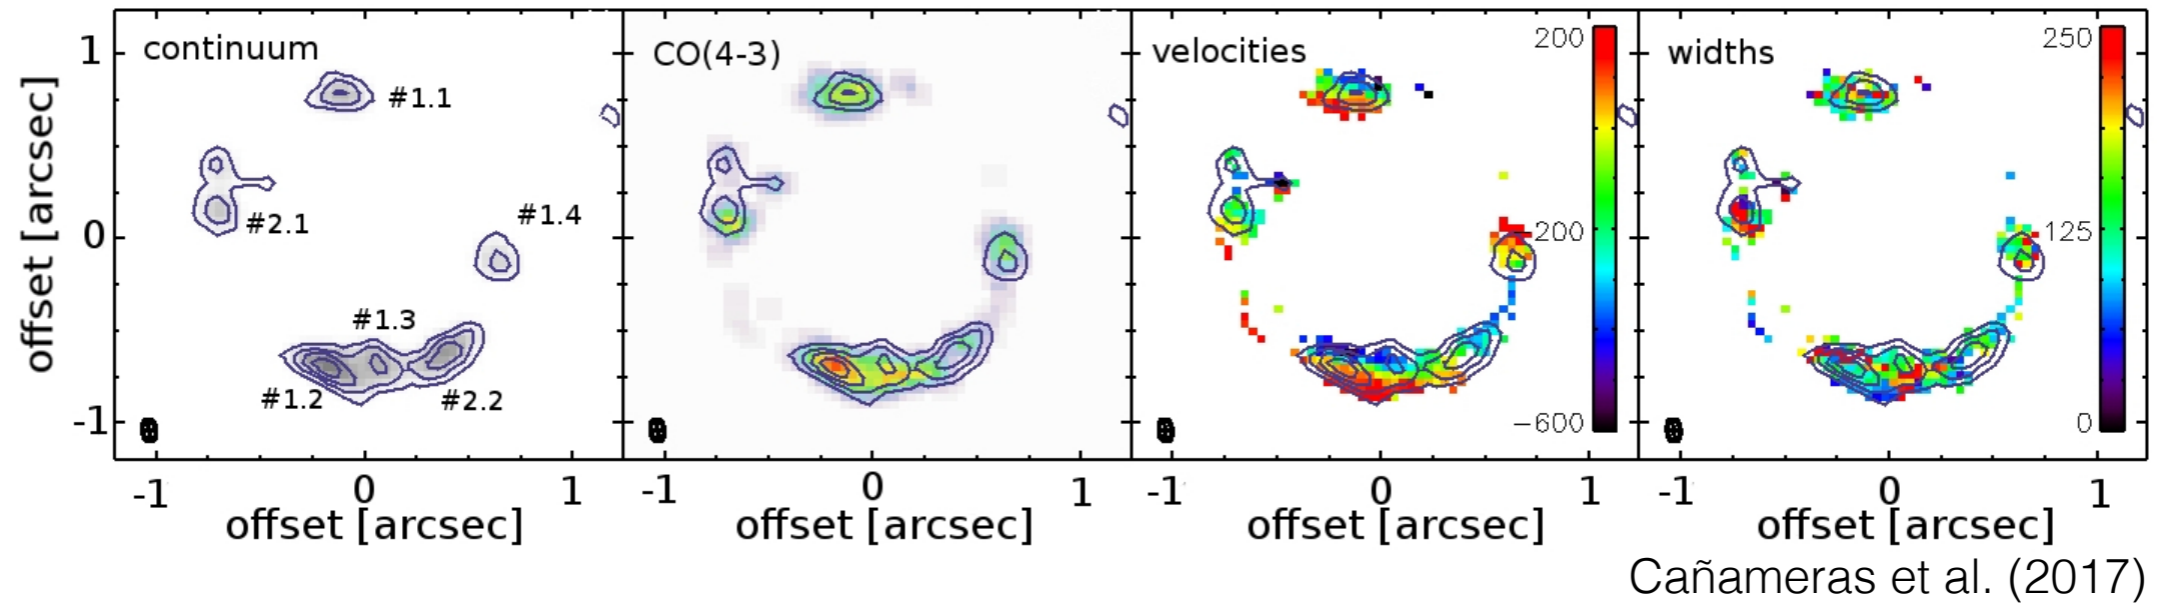 continuum
#1.1
#2.1
#1.4
#1.3
#1.2
#2.2
1
0
-1
offset [arcsec]
-1
0
1
offset [arcsec]
CO(4-3)
-1
0
1
offset [arcsec]
velocities
200
-200
-600
-1
0
1
offset [arcsec]
widths
250
125
0
-1
0
1
offset [arcsec]
Cañameras et al. (2017)